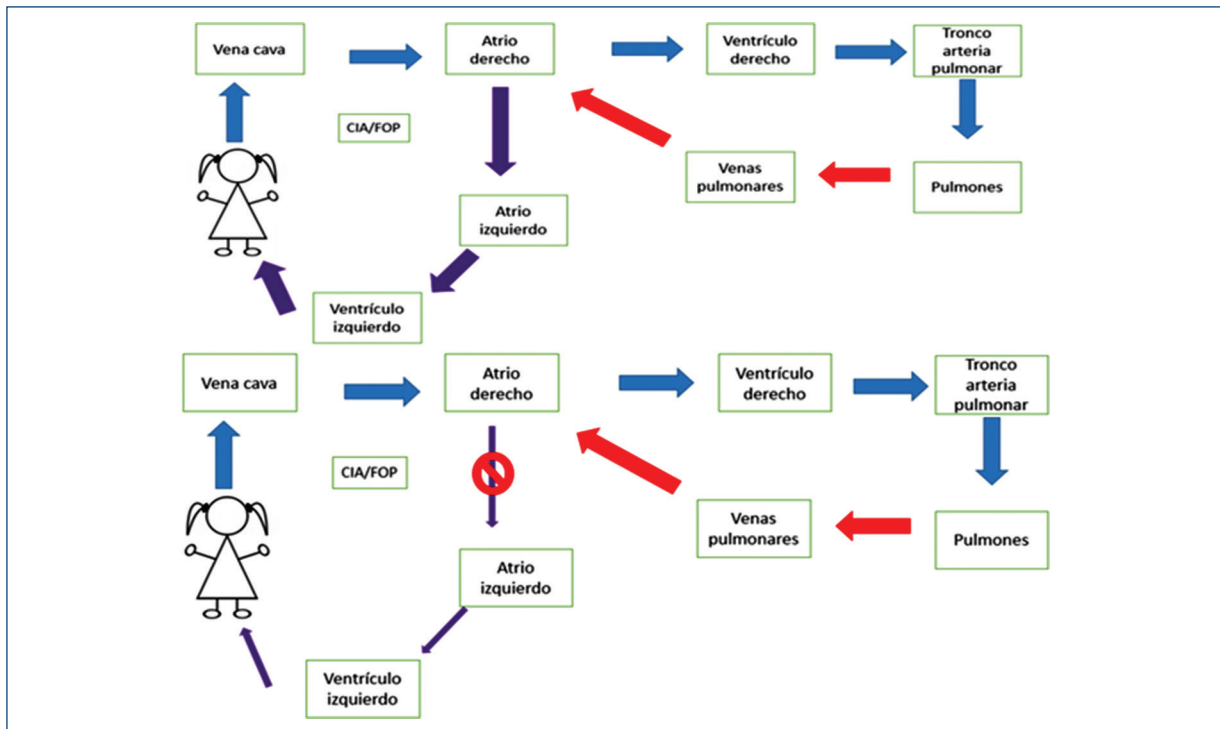 Vena cava
Atrio
derecho
Ventrículo
derecho
Tronco
arteria
pulmonar
CIA/FOP
Venas
pulmonares
Pulmones
Atrio
izquierdo
Ventrículo
izquierdo
Vena cava
Atrio
derecho
Ventrículo
derecho
Tronco
arteria
pulmonar
CIA/FOP
Venas
pulmonares
Pulmones
Atrio
izquierdo
Ventrículo
izquierdo